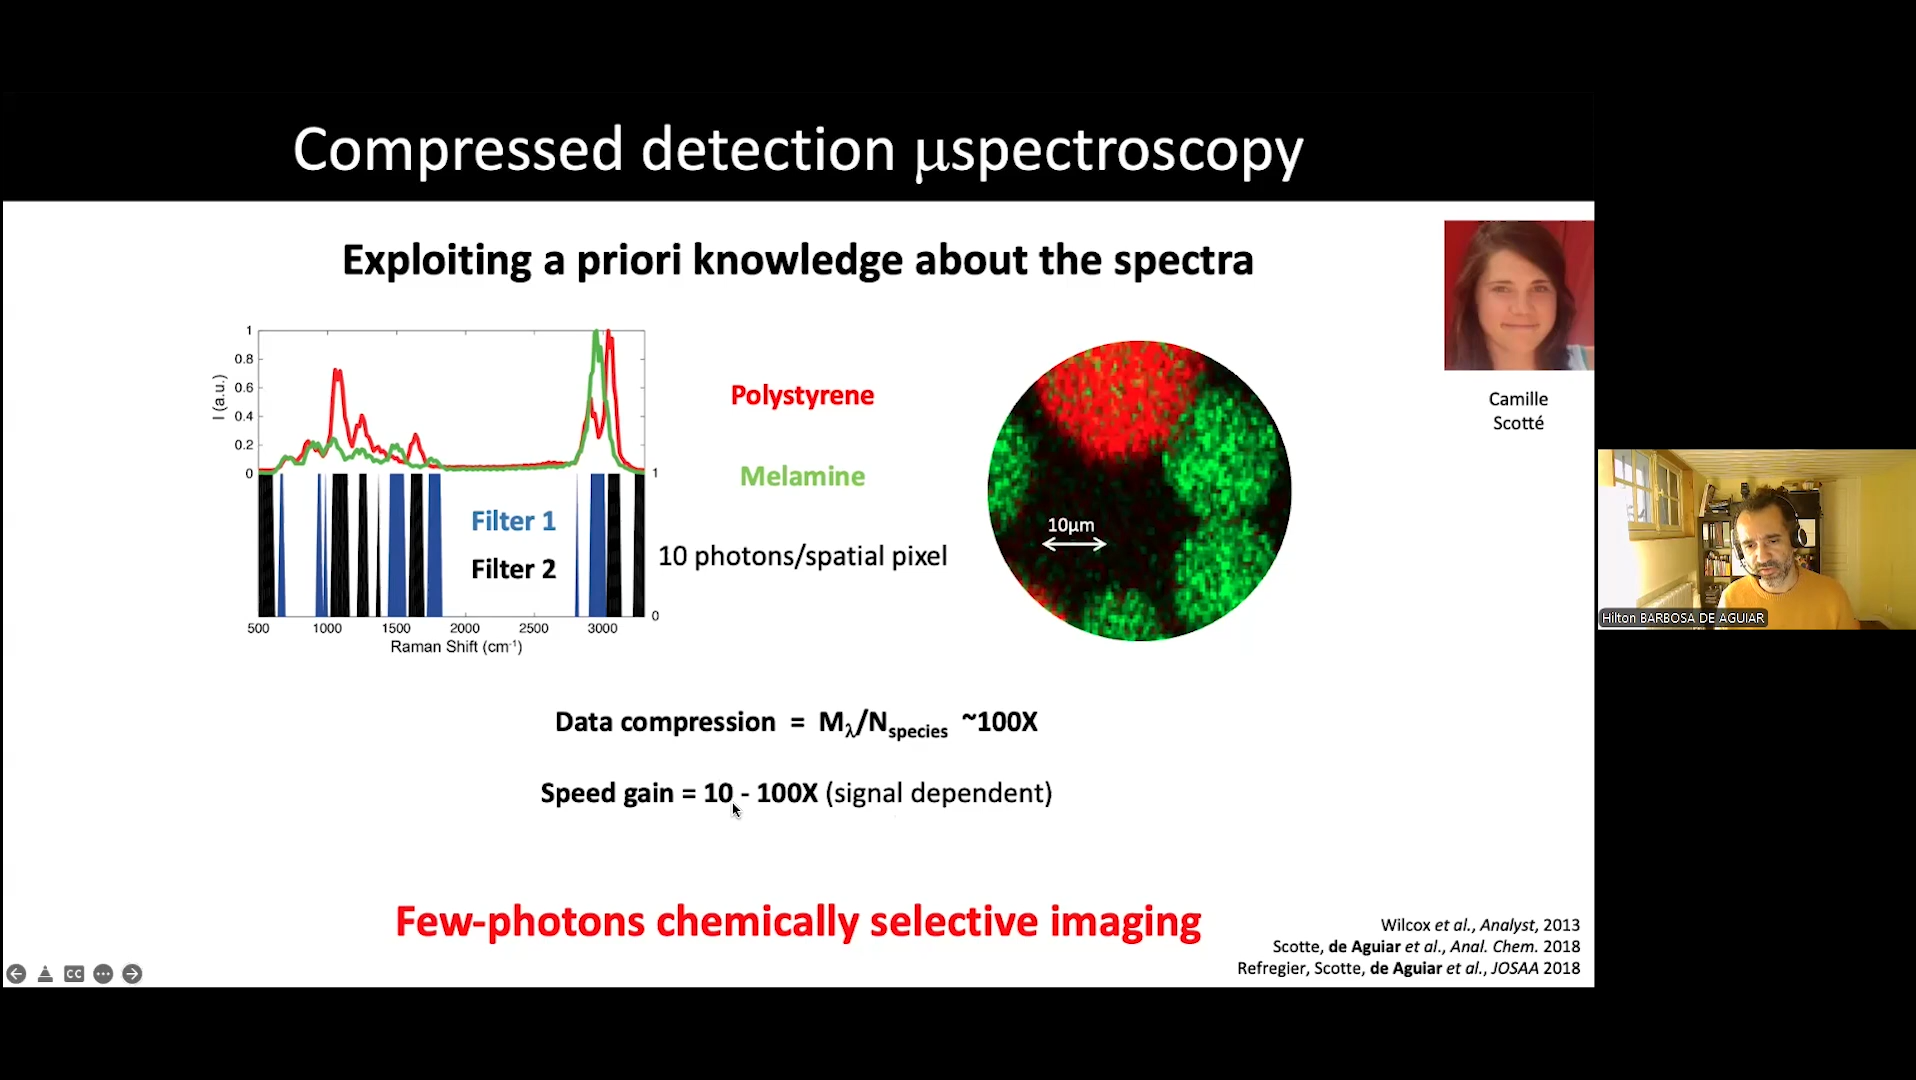 Compressed detection μspectroscopy
Exploiting a priori knowledge about the spectra
I (a.u.)
1
0.8
0.6
0.4
0.2
0
1
0
Filter 1
Filter 2
500 1000 1500 2000 2500 3000
Raman Shift (cm⁻¹)
Polystyrene
Melamine
10 photons/spatial pixel
10μm
Camille
Scotté
Hilton BARBOSA DE AGUIAR
Data compression = Mλ/Nspecies ~100X
Speed gain = 10 - 100X (signal dependent)
Few-photons chemically selective imaging
Wilcox et al., Analyst, 2013
Scotte, de Aguiar et al., Anal. Chem. 2018
Refregier, Scotte, de Aguiar et al., JOSAA 2018
CC